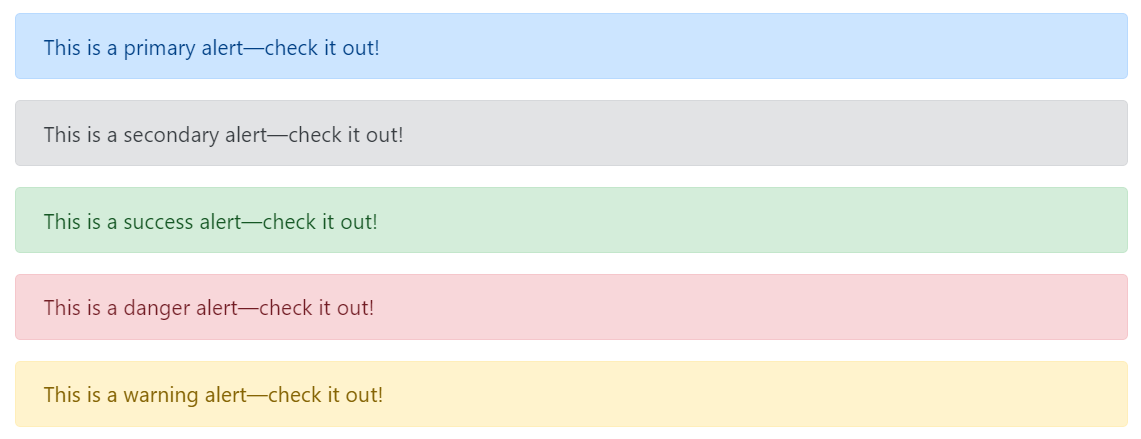 This is a primary alert—check it out!
This is a secondary alert—check it out!
This is a success alert—check it out!
This is a danger alert—check it out!
This is a warning alert—check it out!